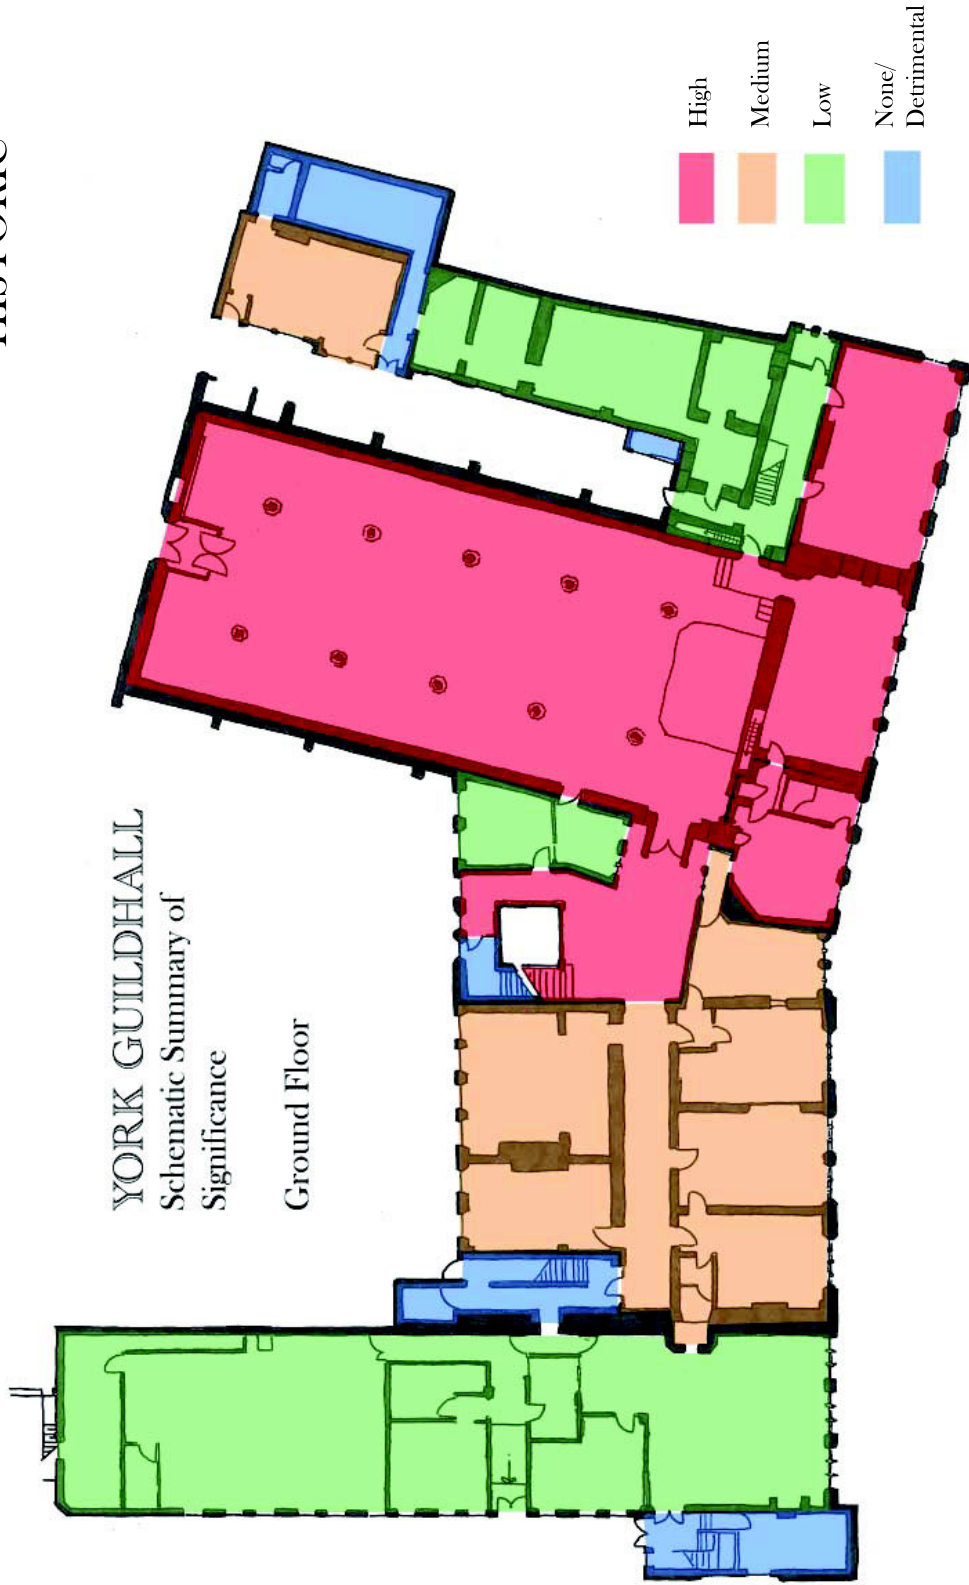 YORK GUILDHALL
Schematic Summary of
Significance
Ground Floor
High
Medium
Low
None/
Detrimental